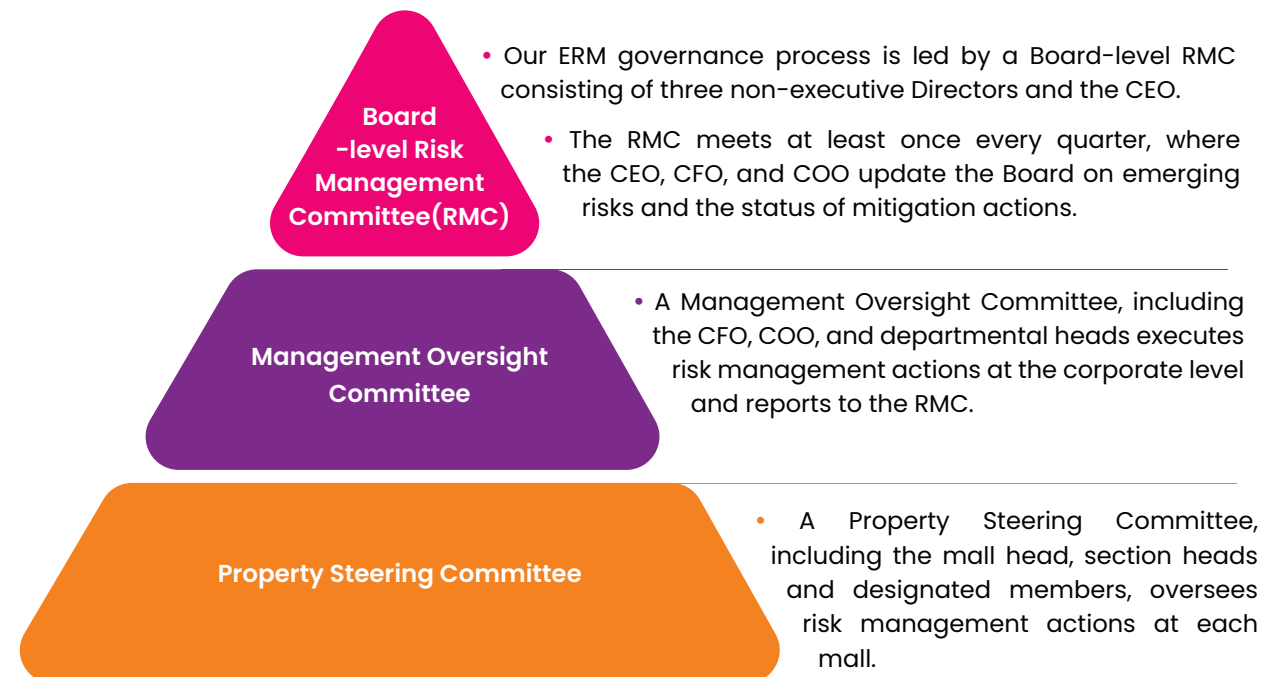 Board
-level Risk
Management
Committee(RMC)
• Our ERM governance process is led by a Board-level RMC
consisting of three non-executive Directors and the CEO.
• The RMC meets at least once every quarter, where
the CEO, CFO, and COO update the Board on emerging
risks and the status of mitigation actions.
Management Oversight
Committee
• A Management Oversight Committee, including
the CFO, COO, and departmental heads executes
risk management actions at the corporate level
and reports to the RMC.
Property Steering Committee
• A Property Steering Committee,
including the mall head, section heads
and designated members, oversees
risk management actions at each
mall.